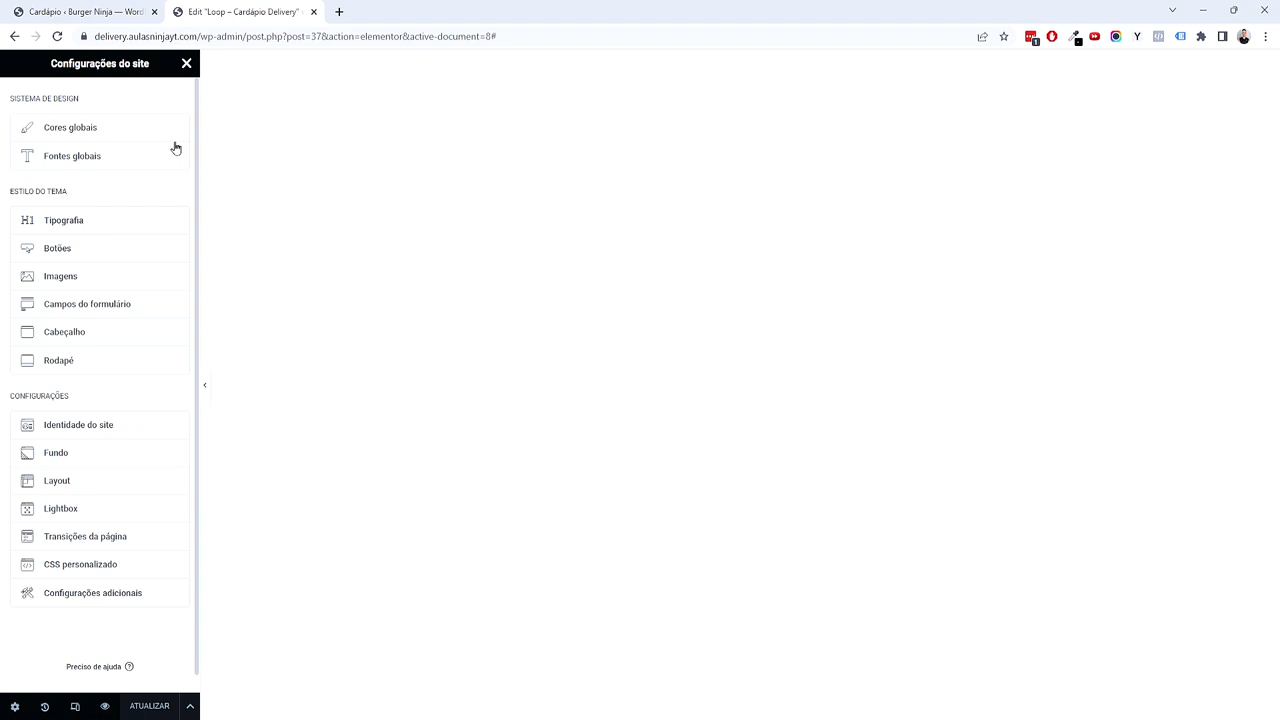 Cardápio ‹ Burger Ninja — Word
Edit "Loop – Cardápio Delivery"
delivery.aulasninjayt.com/wp-admin/post.php?post=37&action=elementor&active-document=8#
Configurações do site
SISTEMA DE DESIGN
Cores globais
Fontes globais
ESTILO DO TEMA
H1 Tipografia
Botões
Imagens
Campos do formulário
Cabeçalho
Rodapé
CONFIGURAÇÕES
Identidade do site
Fundo
Layout
Lightbox
Transições da página
CSS personalizado
Configurações adicionais
Preciso de ajuda
ATUALIZAR